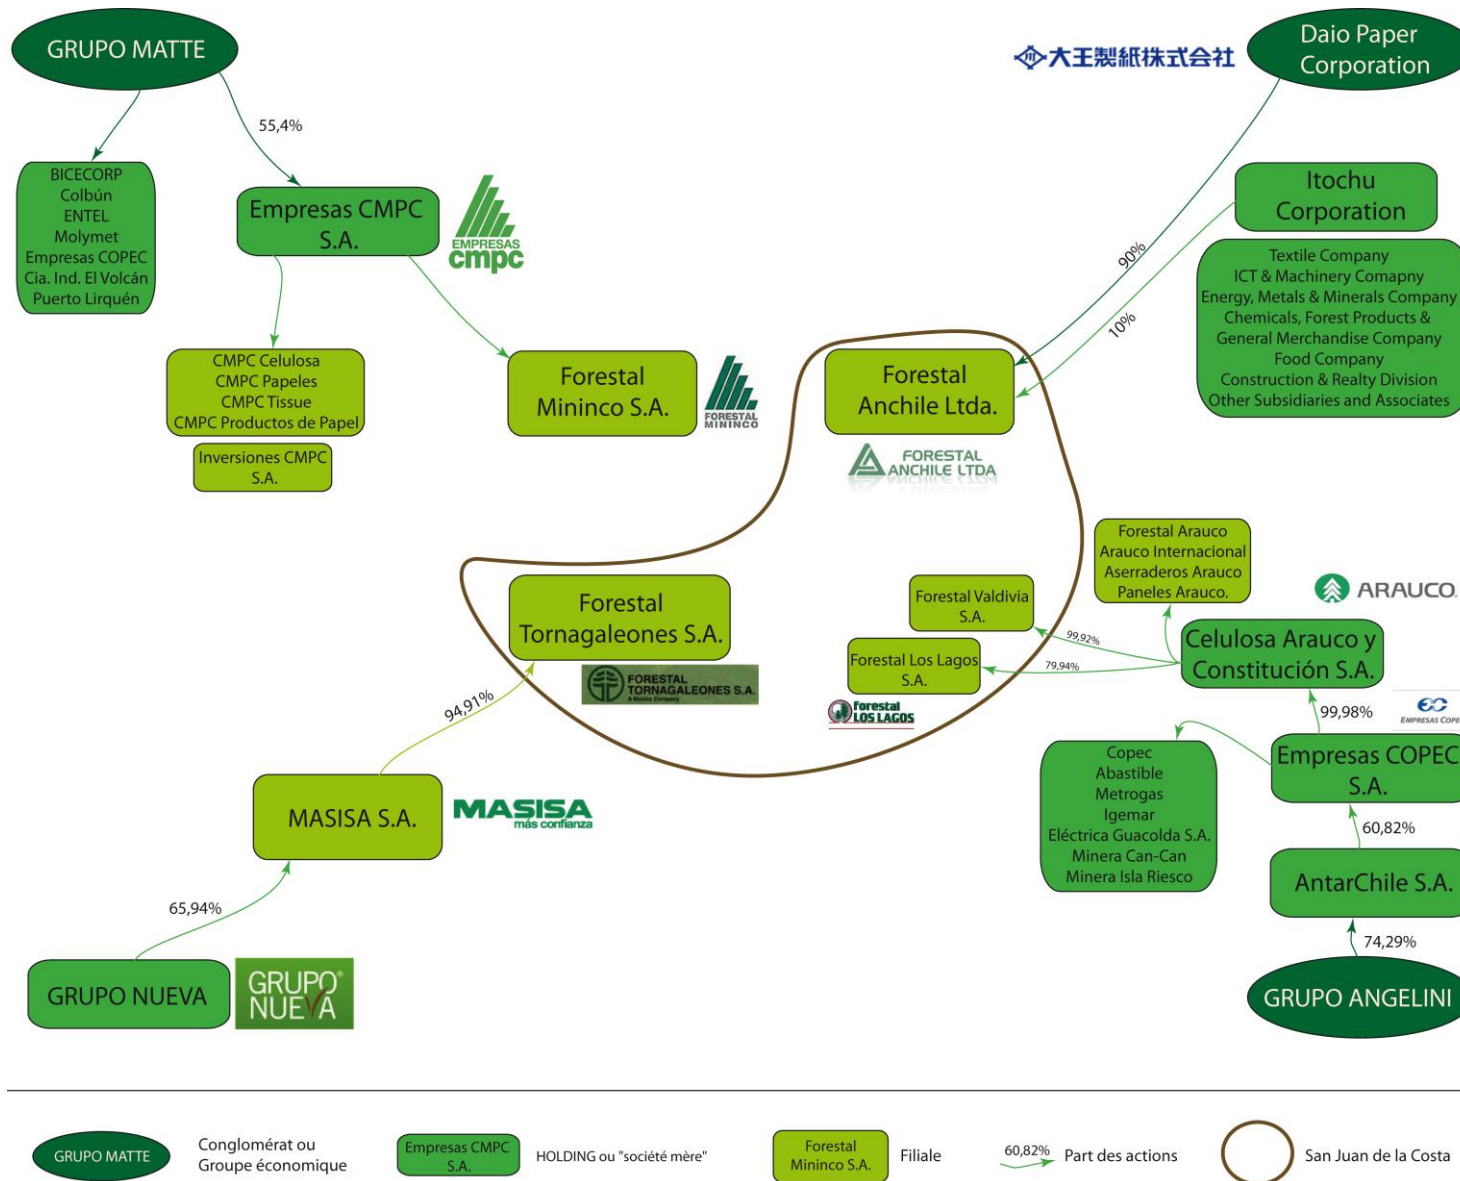 GRUPO MATTE
大王製紙株式会社
Daio Paper
Corporation
55,4%
BICECORP
Colbún
ENTEL
Molymet
Empresas COPEC
Cia. Ind. El Volcán
Puerto Lirquén
Empresas CMPC
S.A.
EMPRESAS
cmpc
Itochu
Corporation
90%
10%
Textile Company
ICT & Machinery Comapny
Energy, Metals & Minerals Company
Chemicals, Forest Products &
General Merchandise Company
Food Company
Construction & Realty Division
Other Subsidiaries and Associates
CMPC Celulosa
CMPC Papeles
CMPC Tissue
CMPC Productos de Papel
Inversiones CMPC
S.A.
Forestal
Mininco S.A.
FORESTAL
MININCO
Forestal
Anchile Ltda.
FORESTAL
ANCHILE LTDA
Forestal Arauco
Arauco Internacional
Aserraderos Arauco
Paneles Arauco.
ARAUCO
Forestal
Tornagaleones S.A.
FORESTAL
TORNAGALEONES S.A.
A Masisa Company
Forestal Valdivia
S.A.
99,92%
Forestal Los Lagos
S.A.
79,94%
forestal
LOS LAGOS
Celulosa Arauco y
Constitución S.A.
99,98%
EMPRESAS COPEC
94,91%
Copec
Abastible
Metrogas
Igemar
Eléctrica Guacolda S.A.
Minera Can-Can
Minera Isla Riesco
Empresas COPEC
S.A.
60,82%
MASISA S.A.
MASISA
más confianza
AntarChile S.A.
65,94%
74,29%
GRUPO NUEVA
GRUPO®
NUEVA
GRUPO ANGELINI
GRUPO MATTE
Conglomérat ou
Groupe économique
Empresas CMPC
S.A.
HOLDING ou "société mère"
Forestal
Mininco S.A.
Filiale
60,82%
Part des actions
San Juan de la Costa